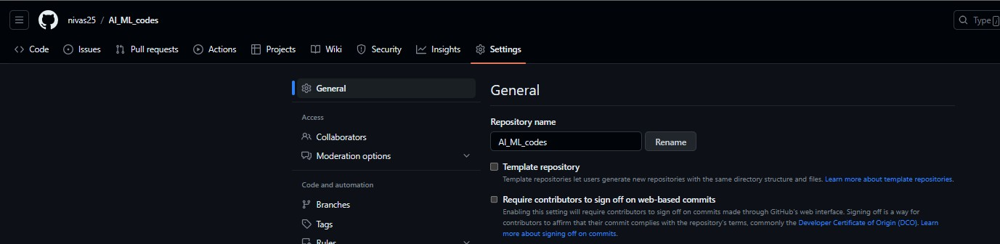 nivas25 / AI_ML_codes
Type /
Code Issues Pull requests Actions Projects Wiki Security Insights Settings
General
Access
Collaborators
Moderation options
Code and automation
Branches
Tags
Rules
General
Repository name
AI_ML_codes Rename
Template repository
Template repositories let users generate new repositories with the same directory structure and files. Learn more about template repositories.
Require contributors to sign off on web-based commits
Enabling this setting will require contributors to sign off on commits made through GitHub's web interface. Signing off is a way for
contributors to affirm that their commit complies with the repository's terms, commonly the Developer Certificate of Origin (DCO). Learn
more about signing off on commits.